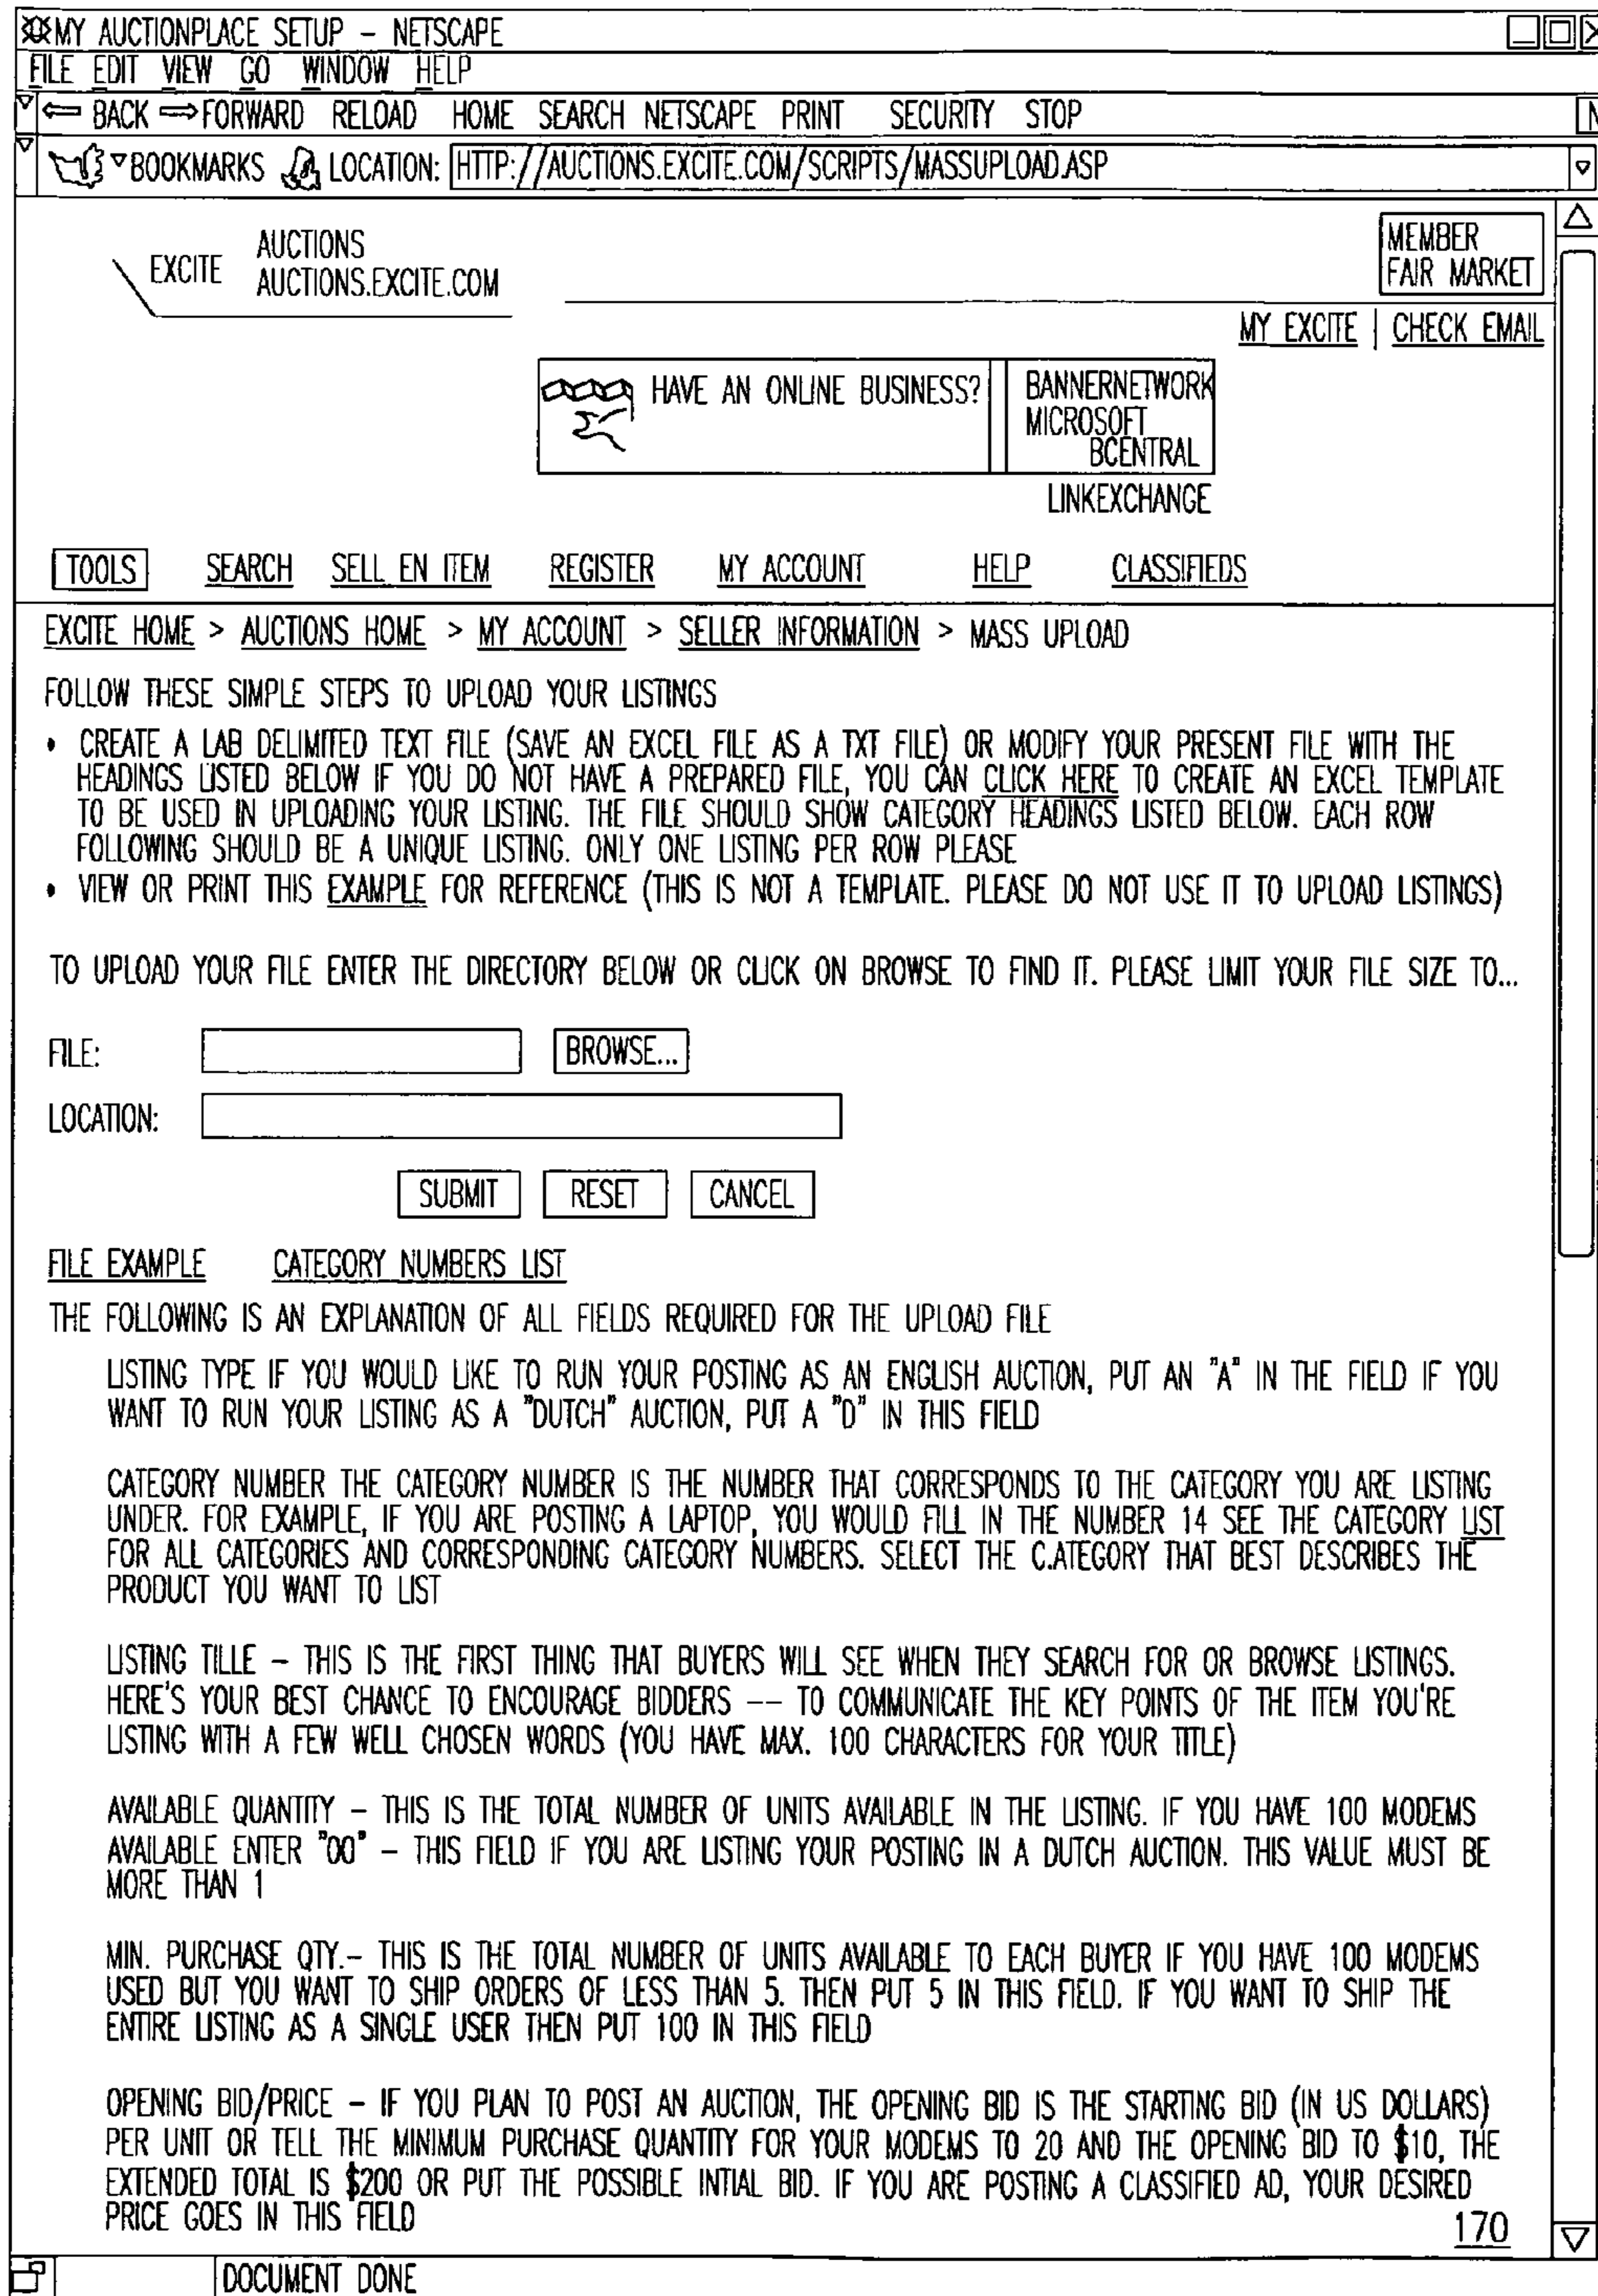 MY AUCTIONPLACE SETUP – NETSCAPE
FILE EDIT VIEW GO WINDOW HELP
BACK FORWARD RELOAD HOME SEARCH NETSCAPE PRINT SECURITY STOP N
BOOKMARKS LOCATION: HTTP://AUCTIONS.EXCITE.COM/SCRIPTS/MASSUPLOAD.ASP
EXCITE
AUCTIONS
AUCTIONS.EXCITE.COM
MEMBER
FAIR MARKET
MY EXCITE | CHECK EMAIL
HAVE AN ONLINE BUSINESS?
BANNERNETWORK
MICROSOFT
BCENTRAL
LINKEXCHANGE
TOOLS SEARCH SELL EN ITEM REGISTER MY ACCOUNT HELP CLASSIFIEDS
EXCITE HOME > AUCTIONS HOME > MY ACCOUNT > SELLER INFORMATION > MASS UPLOAD
FOLLOW THESE SIMPLE STEPS TO UPLOAD YOUR LISTINGS
• CREATE A LAB DELIMITED TEXT FILE (SAVE AN EXCEL FILE AS A TXT FILE) OR MODIFY YOUR PRESENT FILE WITH THE
HEADINGS LISTED BELOW IF YOU DO NOT HAVE A PREPARED FILE, YOU CAN CLICK HERE TO CREATE AN EXCEL TEMPLATE
TO BE USED IN UPLOADING YOUR LISTING. THE FILE SHOULD SHOW CATEGORY HEADINGS LISTED BELOW. EACH ROW
FOLLOWING SHOULD BE A UNIQUE LISTING. ONLY ONE LISTING PER ROW PLEASE
• VIEW OR PRINT THIS EXAMPLE FOR REFERENCE (THIS IS NOT A TEMPLATE. PLEASE DO NOT USE IT TO UPLOAD LISTINGS)
TO UPLOAD YOUR FILE ENTER THE DIRECTORY BELOW OR CLICK ON BROWSE TO FIND IT. PLEASE LIMIT YOUR FILE SIZE TO...
FILE: BROWSE...
LOCATION:
SUBMIT RESET CANCEL
FILE EXAMPLE CATEGORY NUMBERS LIST
THE FOLLOWING IS AN EXPLANATION OF ALL FIELDS REQUIRED FOR THE UPLOAD FILE
LISTING TYPE IF YOU WOULD LIKE TO RUN YOUR POSTING AS AN ENGLISH AUCTION, PUT AN "A" IN THE FIELD IF YOU
WANT TO RUN YOUR LISTING AS A "DUTCH" AUCTION, PUT A "D" IN THIS FIELD
CATEGORY NUMBER THE CATEGORY NUMBER IS THE NUMBER THAT CORRESPONDS TO THE CATEGORY YOU ARE LISTING
UNDER. FOR EXAMPLE, IF YOU ARE POSTING A LAPTOP, YOU WOULD FILL IN THE NUMBER 14 SEE THE CATEGORY LIST
FOR ALL CATEGORIES AND CORRESPONDING CATEGORY NUMBERS. SELECT THE C.ATEGORY THAT BEST DESCRIBES THE
PRODUCT YOU WANT TO LIST
LISTING TILLE – THIS IS THE FIRST THING THAT BUYERS WILL SEE WHEN THEY SEARCH FOR OR BROWSE LISTINGS.
HERE'S YOUR BEST CHANCE TO ENCOURAGE BIDDERS –– TO COMMUNICATE THE KEY POINTS OF THE ITEM YOU'RE
LISTING WITH A FEW WELL CHOSEN WORDS (YOU HAVE MAX. 100 CHARACTERS FOR YOUR TITLE)
AVAILABLE QUANTITY – THIS IS THE TOTAL NUMBER OF UNITS AVAILABLE IN THE LISTING. IF YOU HAVE 100 MODEMS
AVAILABLE ENTER "00" – THIS FIELD IF YOU ARE LISTING YOUR POSTING IN A DUTCH AUCTION. THIS VALUE MUST BE
MORE THAN 1
MIN. PURCHASE QTY.– THIS IS THE TOTAL NUMBER OF UNITS AVAILABLE TO EACH BUYER IF YOU HAVE 100 MODEMS
USED BUT YOU WANT TO SHIP ORDERS OF LESS THAN 5. THEN PUT 5 IN THIS FIELD. IF YOU WANT TO SHIP THE
ENTIRE LISTING AS A SINGLE USER THEN PUT 100 IN THIS FIELD
OPENING BID/PRICE – IF YOU PLAN TO POST AN AUCTION, THE OPENING BID IS THE STARTING BID (IN US DOLLARS)
PER UNIT OR TELL THE MINIMUM PURCHASE QUANTITY FOR YOUR MODEMS TO 20 AND THE OPENING BID TO $10, THE
EXTENDED TOTAL IS $200 OR PUT THE POSSIBLE INTIAL BID. IF YOU ARE POSTING A CLASSIFIED AD, YOUR DESIRED
PRICE GOES IN THIS FIELD
170
DOCUMENT DONE